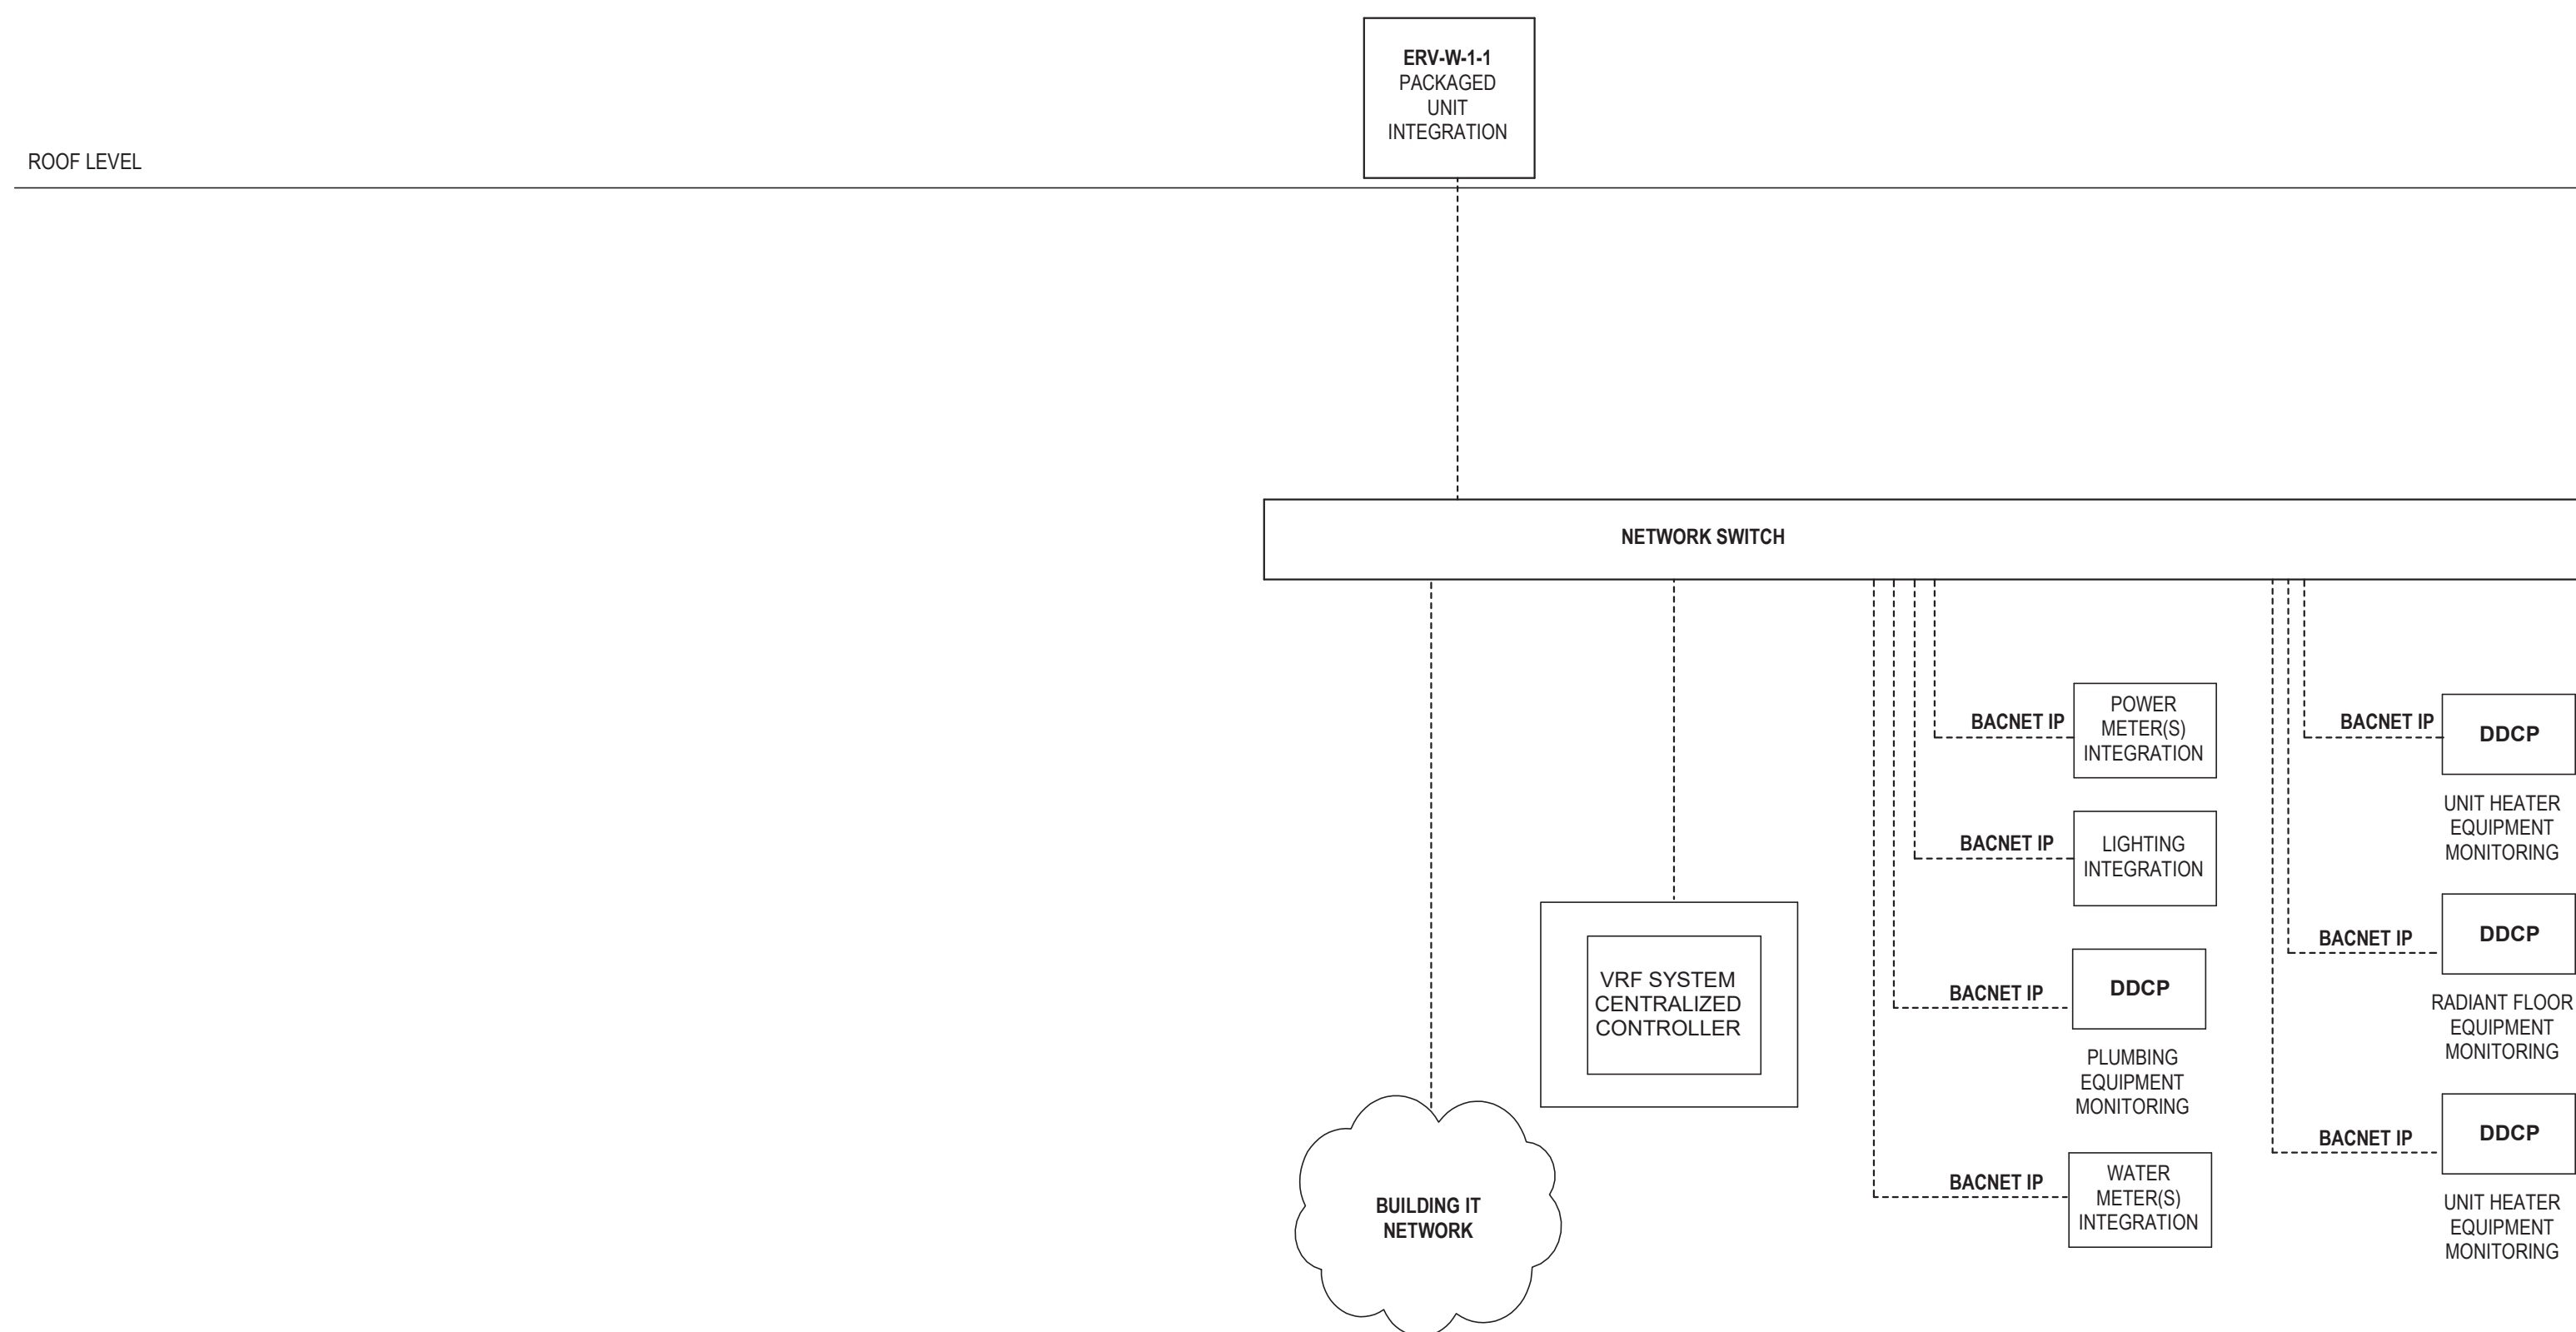 ERV-W-1-1
PACKAGED
UNIT
INTEGRATION
ROOF LEVEL
NETWORK SWITCH
BACNET IP
POWER
METER(S)
INTEGRATION
BACNET IP
LIGHTING
INTEGRATION
BACNET IP
DDCP
PLUMBING
EQUIPMENT
MONITORING
BACNET IP
WATER
METER(S)
INTEGRATION
BACNET IP
DDCP
UNIT HEATER
EQUIPMENT
MONITORING
BACNET IP
DDCP
RADIANT FLOOR
EQUIPMENT
MONITORING
BACNET IP
DDCP
UNIT HEATER
EQUIPMENT
MONITORING
VRF SYSTEM
CENTRALIZED
CONTROLLER
BUILDING IT
NETWORK